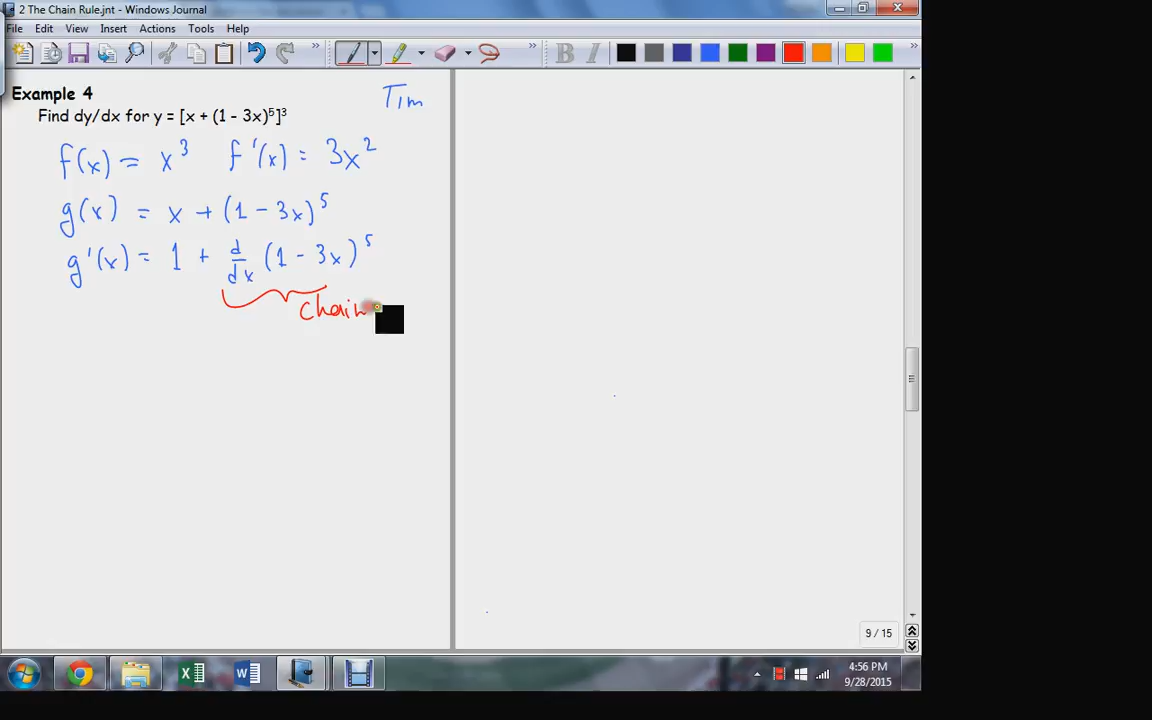 2 The Chain Rule.jnt - Windows Journal
File Edit View Insert Actions Tools Help
B I
Example 4
Tim
Find dy/dx for y = [x + (1 - 3x)⁵]³
f(x) = x³ f'(x) = 3x²
g(x) = x + (1 - 3x)⁵
g'(x) = 1 + d/dx (1 - 3x)⁵
Chain
9 / 15
4:56 PM
9/28/2015